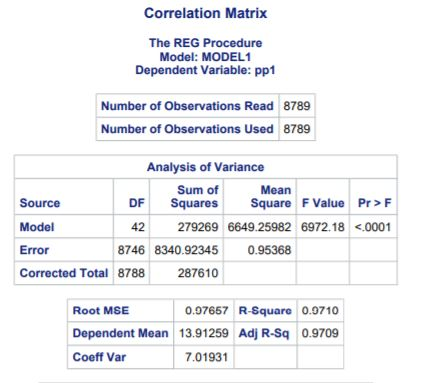 Correlation Matrix
The REG Procedure
Model: MODEL1
Dependent Variable: pp1
Number of Observations Read 8789
Number of Observations Used 8789
Analysis of Variance
Source DF Sum of Squares Mean Square F Value Pr > F
Model 42 279269 6649.25982 6972.18 <.0001
Error 8746 8340.92345 0.95368
Corrected Total 8788 287610
Root MSE 0.97657 R-Square 0.9710
Dependent Mean 13.91259 Adj R-Sq 0.9709
Coeff Var 7.01931